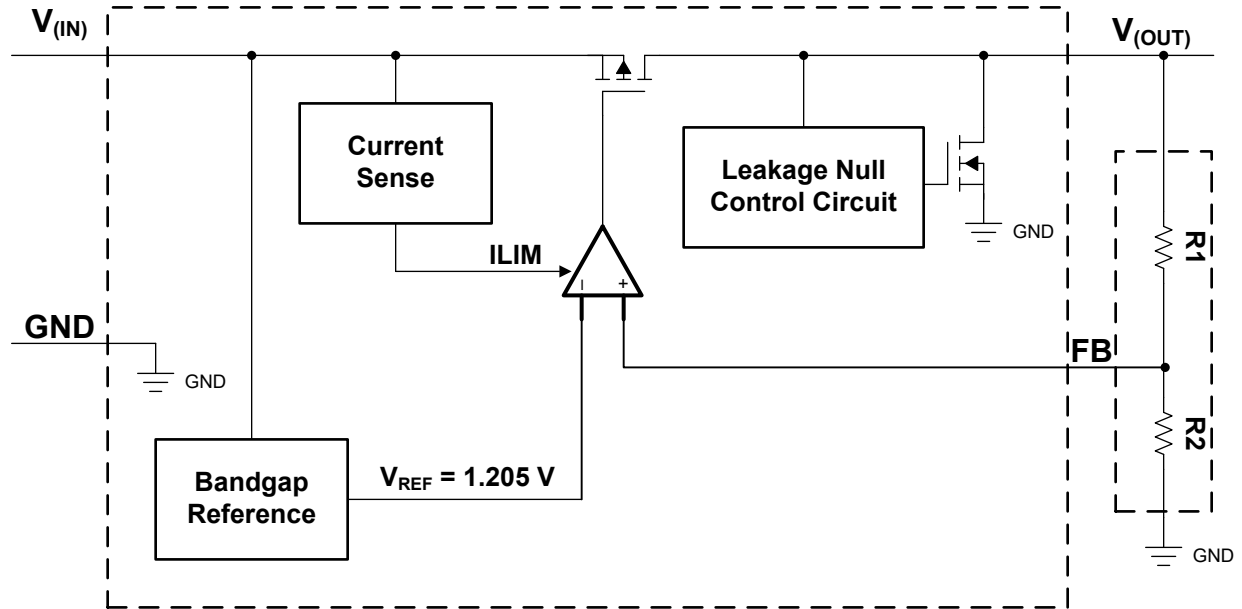 V(IN)
V(OUT)
Current
Sense
Leakage Null
Control Circuit
GND
R1
ILIM
-
+
GND
GND
FB
R2
Bandgap
Reference
VREF = 1.205 V
GND